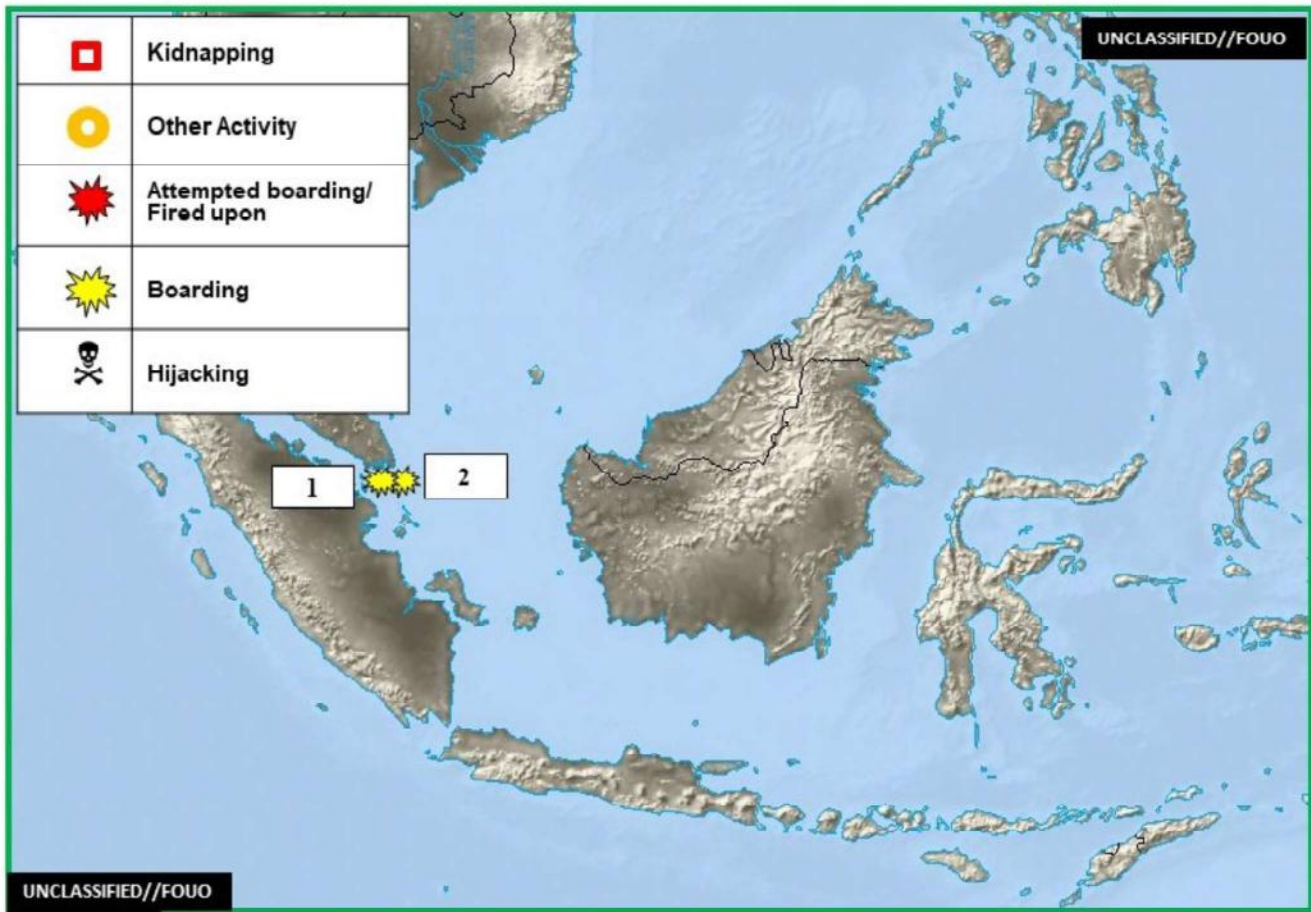 Kidnapping
UNCLASSIFIED//FOUO
Other Activity
Attempted boarding/
Fired upon
Boarding
Hijacking
1
2
UNCLASSIFIED//FOUO